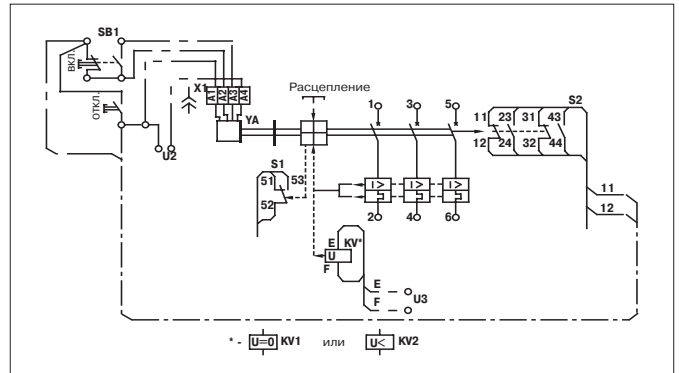 SB1
ВКЛ.
ОТКЛ.
X1
A1 A2 A3 A4
YA
U2
Расцепление
1 3 5
I> I> I>
2 4 6
S1
51 53
52
E KV*
U
F
E
F
U3
S2
11 23 31 43
12 24 32 44
11
12
* - U=0 KV1 или U< KV2